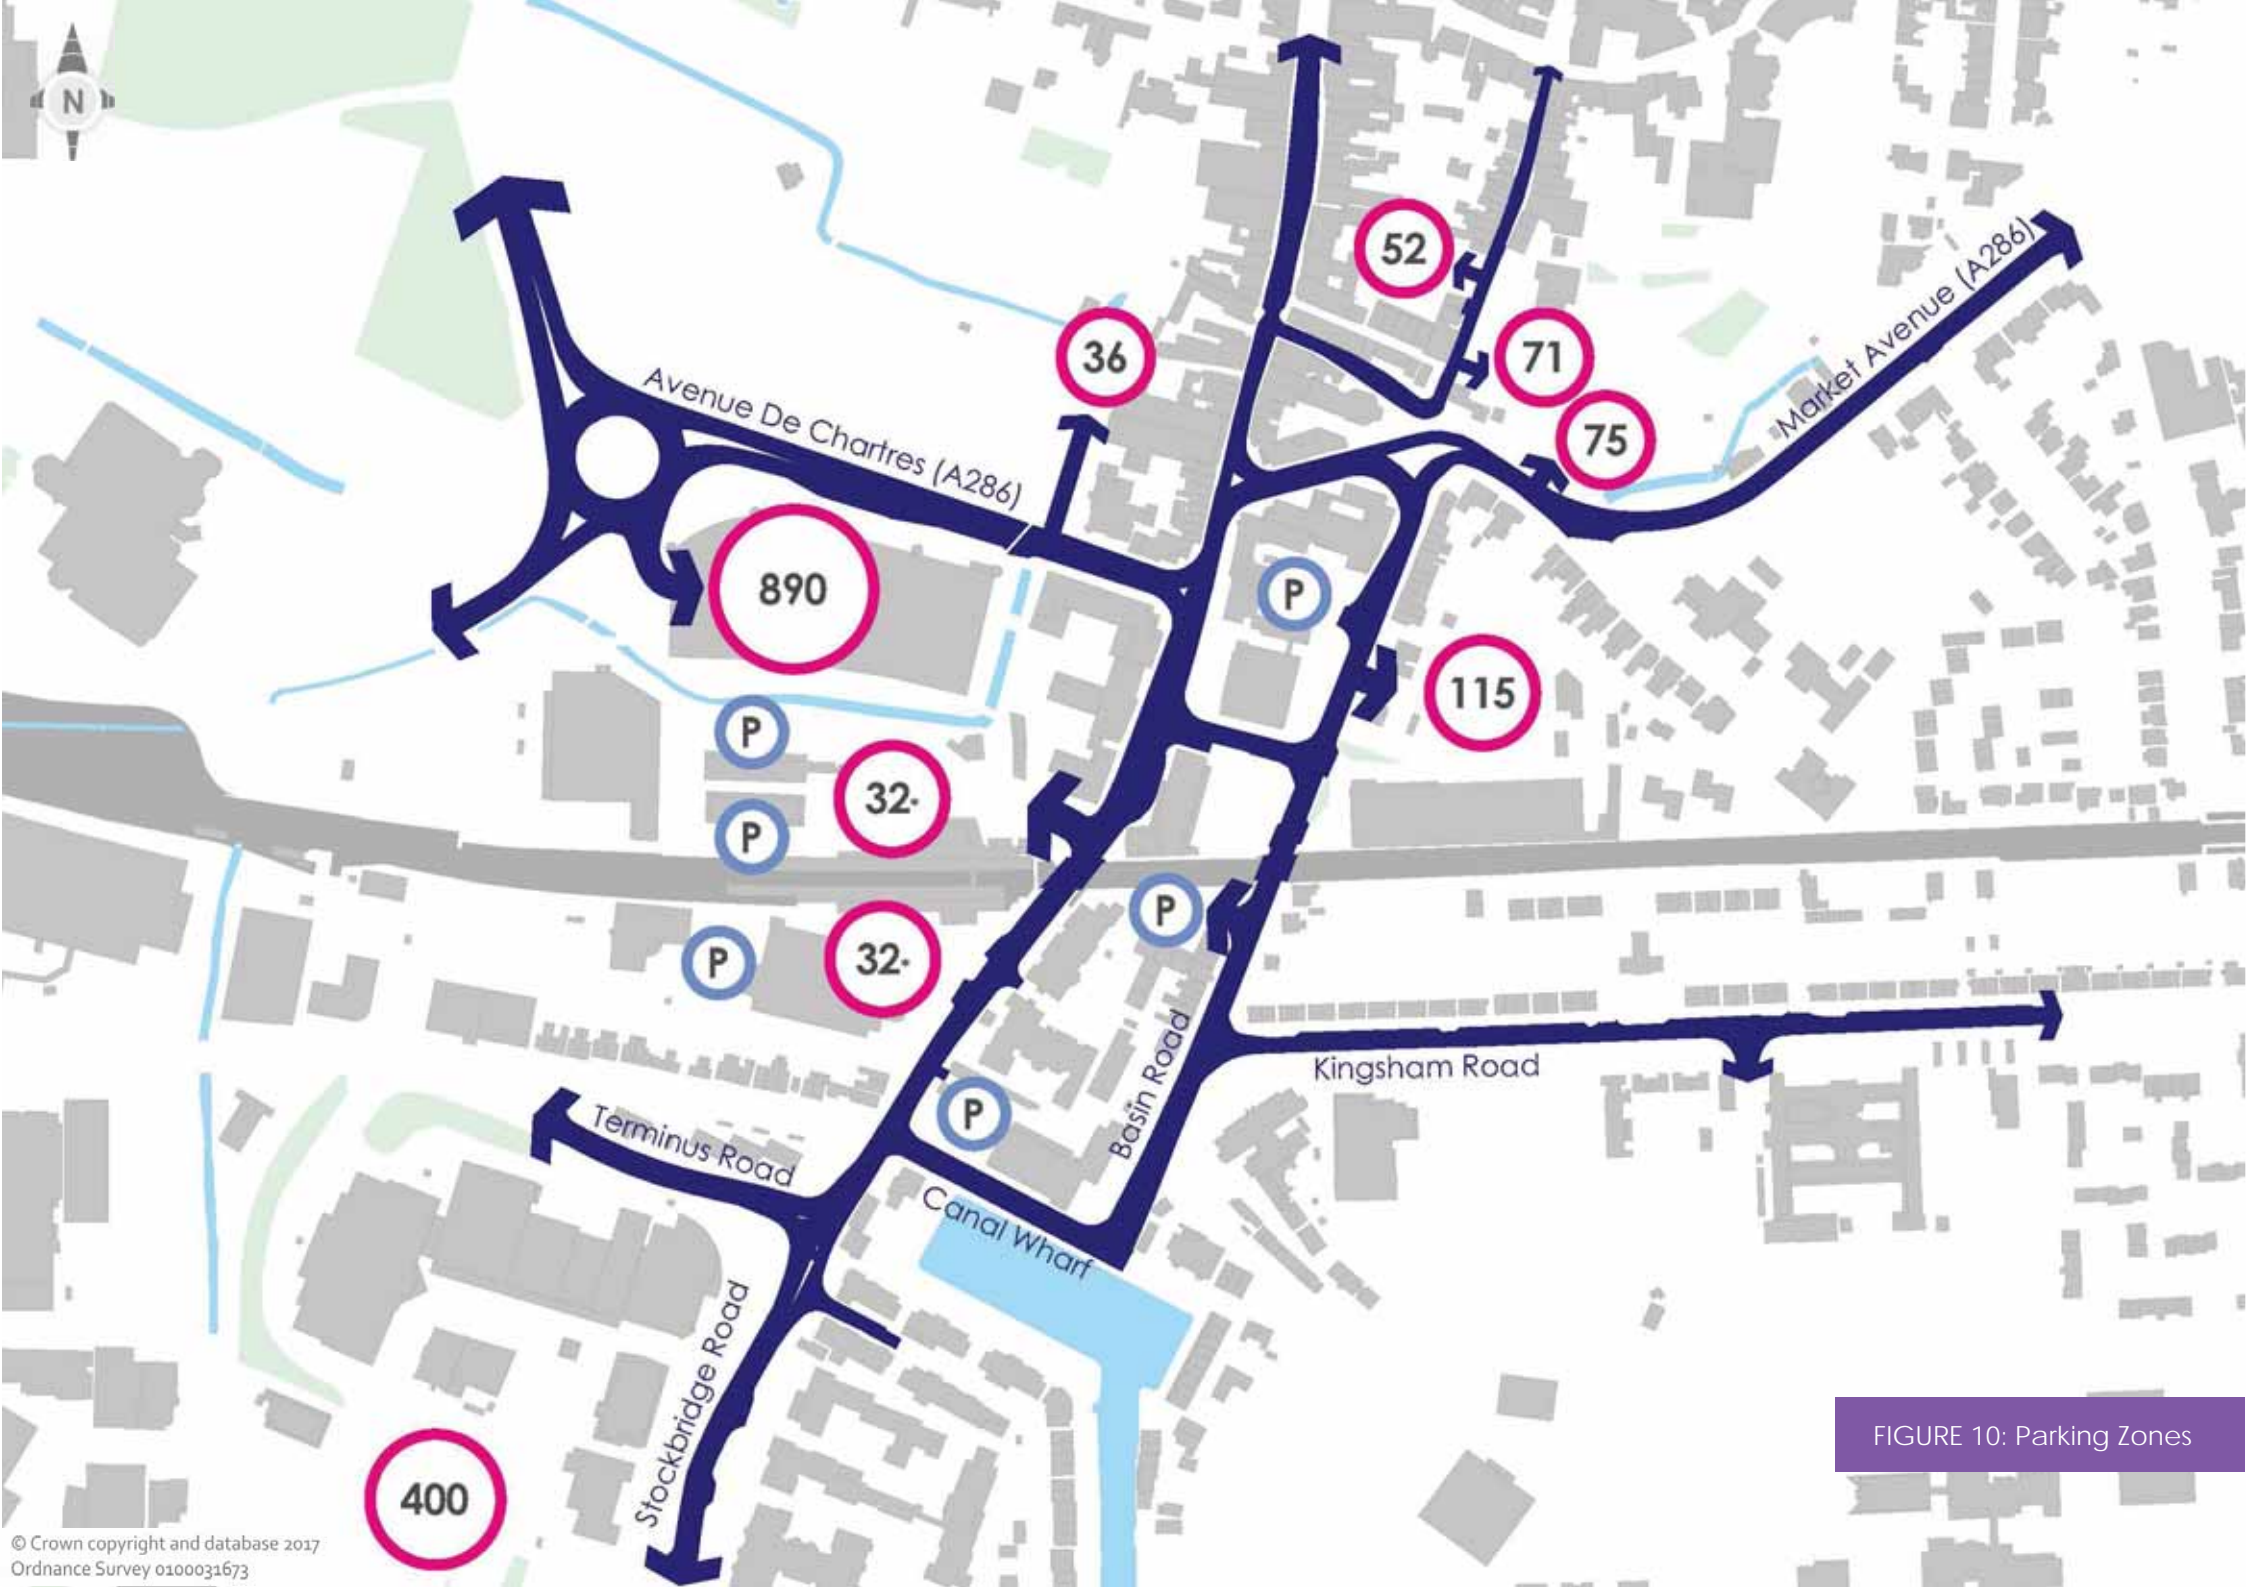 N
52
36
71
Market Avenue (A286)
75
Avenue De Chartres (A286)
890
P
115
P
32·
P
P
P
32·
Basin Road
Kingsham Road
P
Terminus Road
Canal Wharf
Stockbridge Road
FIGURE 10: Parking Zones
400
© Crown copyright and database 2017
Ordnance Survey 0100031673